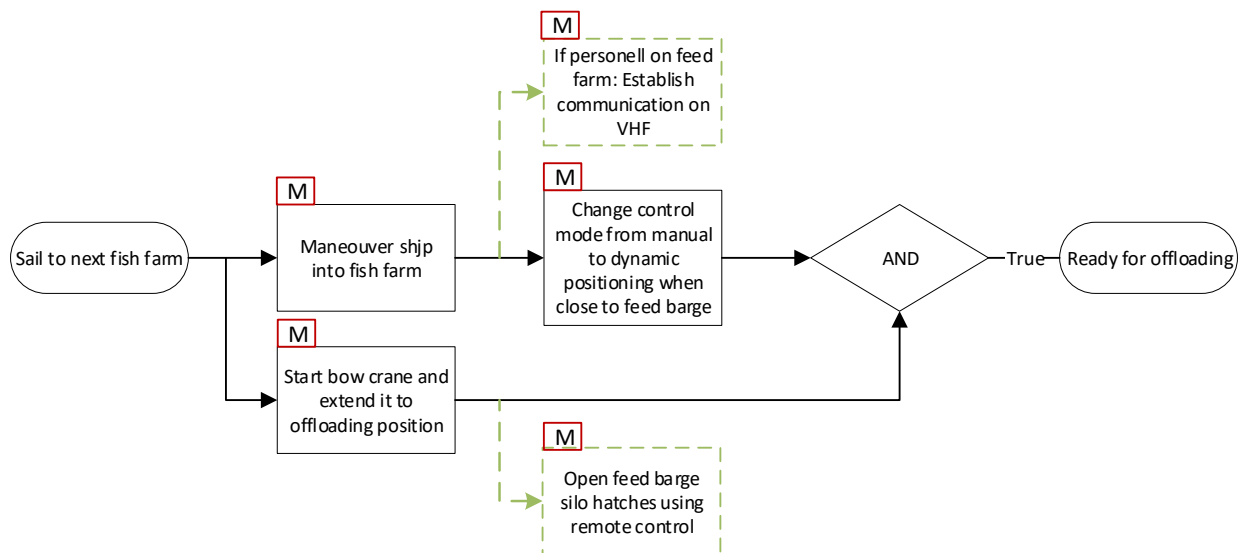 M
If personell on feed
farm: Establish
communication on
VHF
M
Change control
mode from manual
to dynamic
positioning when
close to feed barge
M
Maneouver shjp
into fish farm
Sail to next fish farm
AND
True
Ready for offloading
M
Start bow crane and
extend it to
offloading position
M
Open feed barge
silo hatches using
remote control